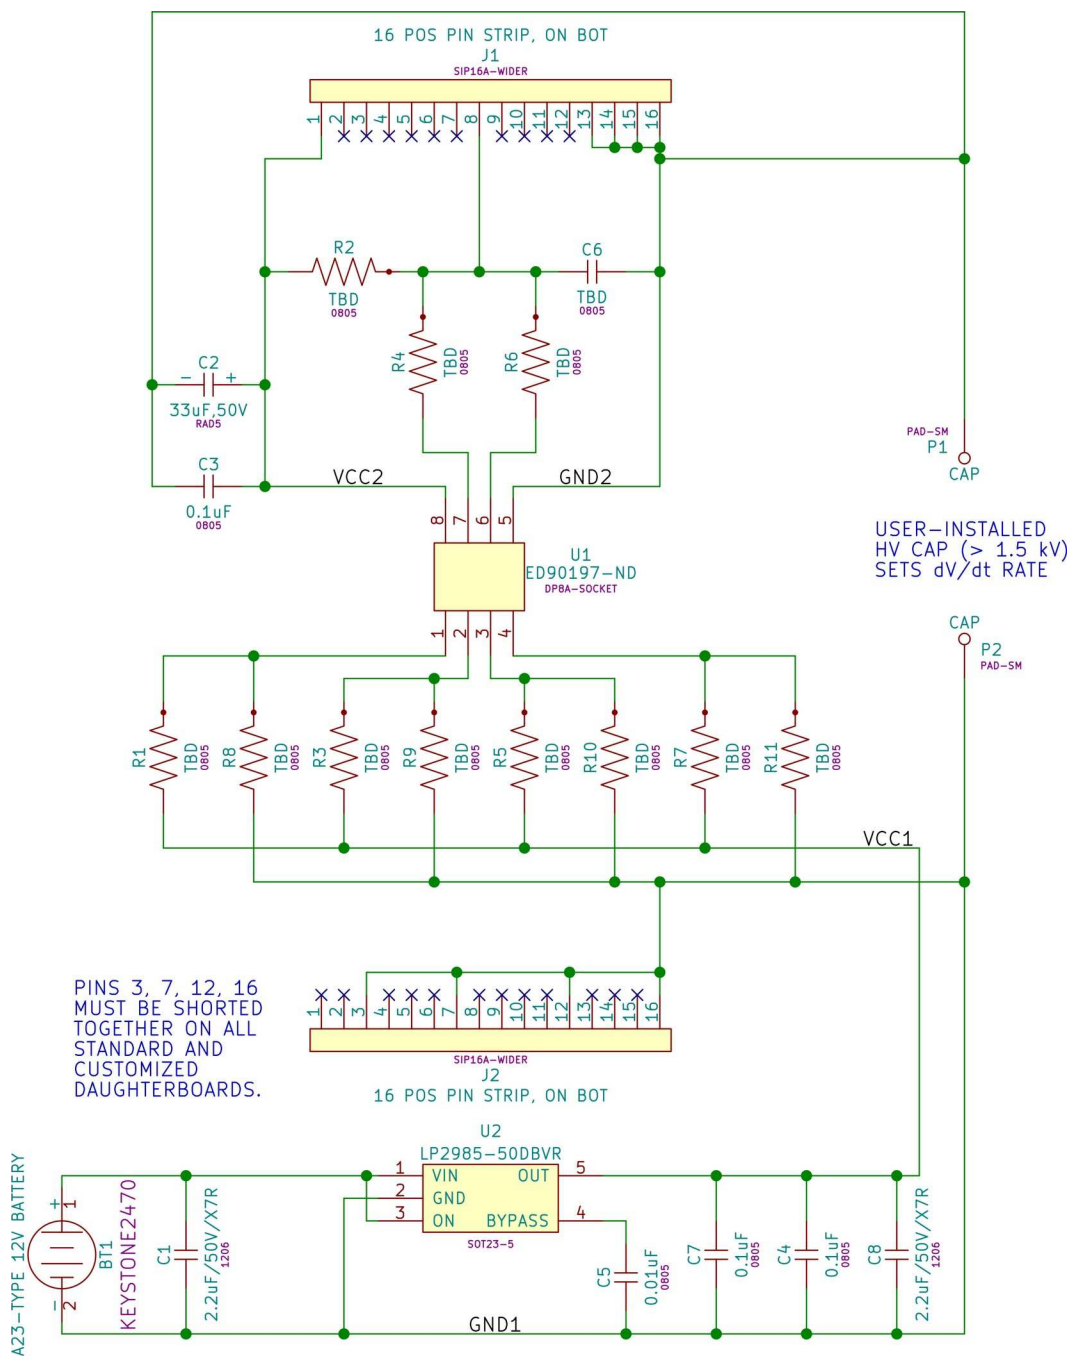 16 POS PIN STRIP, ON BOT
J1
SIP16A-WIDER
1 2 3 4 5 6 7 8 9 10 11 12 13 14 15 16
R2
TBD
0805
C6
TBD
0805
R4
TBD
0805
R6
TBD
0805
C2
- +
33uF,50V
RAD5
C3
0.1uF
0805
VCC2
GND2
PAD-SM
P1
CAP
8 7 6 5
U1
ED90197-ND
DP8A-SOCKET
1 2 3 4
USER-INSTALLED
HV CAP (> 1.5 kV)
SETS dV/dt RATE
CAP
P2
PAD-SM
R1
TBD
0805
R8
TBD
0805
R3
TBD
0805
R9
TBD
0805
R5
TBD
0805
R10
TBD
0805
R7
TBD
0805
R11
TBD
0805
VCC1
PINS 3, 7, 12, 16
MUST BE SHORTED
TOGETHER ON ALL
STANDARD AND
CUSTOMIZED
DAUGHTERBOARDS.
1 2 3 4 5 6 7 8 9 10 11 12 13 14 15 16
SIP16A-WIDER
J2
16 POS PIN STRIP, ON BOT
U2
LP2985-50DBVR
1 VIN OUT 5
2 GND
3 ON BYPASS 4
SOT23-5
A23-TYPE 12V BATTERY
+ 1
- 2
BT1
KEYSTONE2470
C1
2.2uF/50V/X7R
1206
C5
0.01uF
0805
C7
0.1uF
0805
C4
0.1uF
0805
C8
2.2uF/50V/X7R
1206
GND1